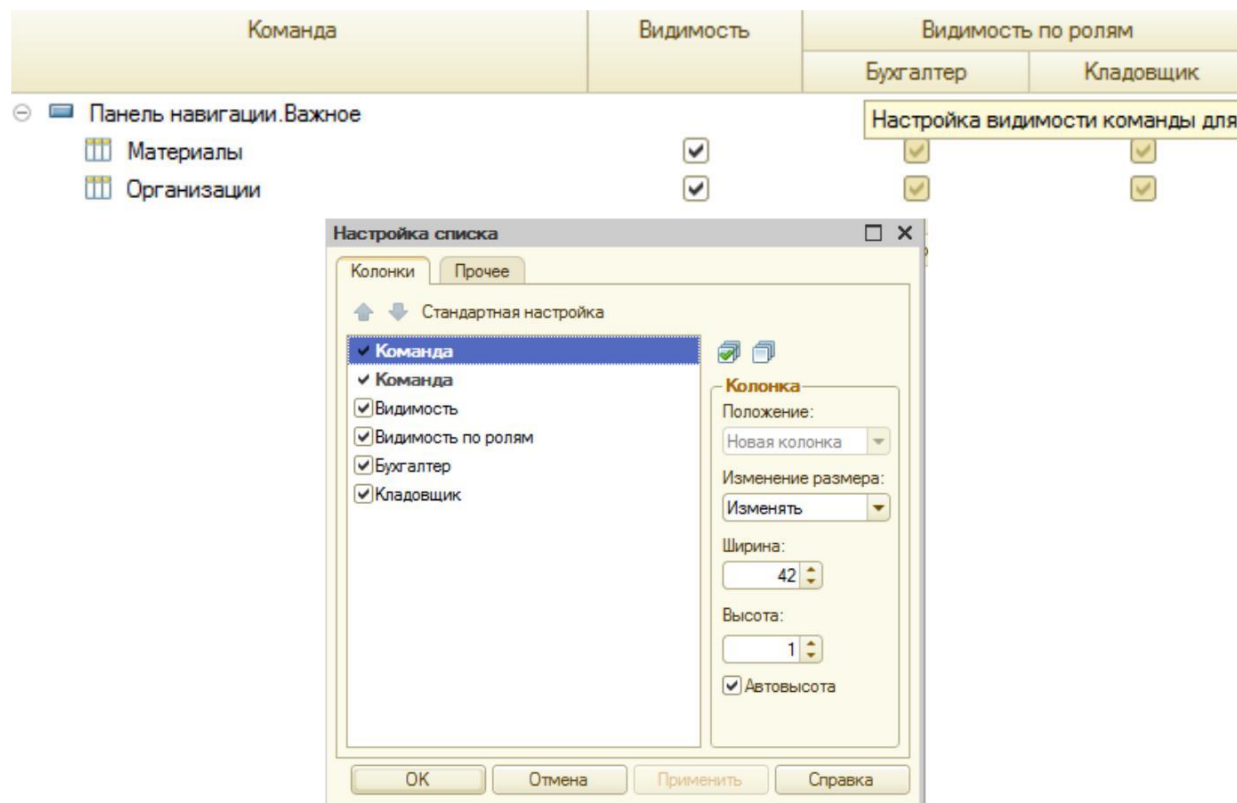 Команда Видимость Видимость по ролям
Бухгалтер Кладовщик
Панель навигации.Важное
Настройка видимости команды для
Материалы
Организации
Настройка списка
Колонки Прочее
Стандартная настройка
Команда
Команда
Видимость
Видимость по ролям
Бухгалтер
Кладовщик
Колонка
Положение:
Новая колонка
Изменение размера:
Изменять
Ширина:
42
Высота:
1
Автовысота
ОК Отмена Применить Справка